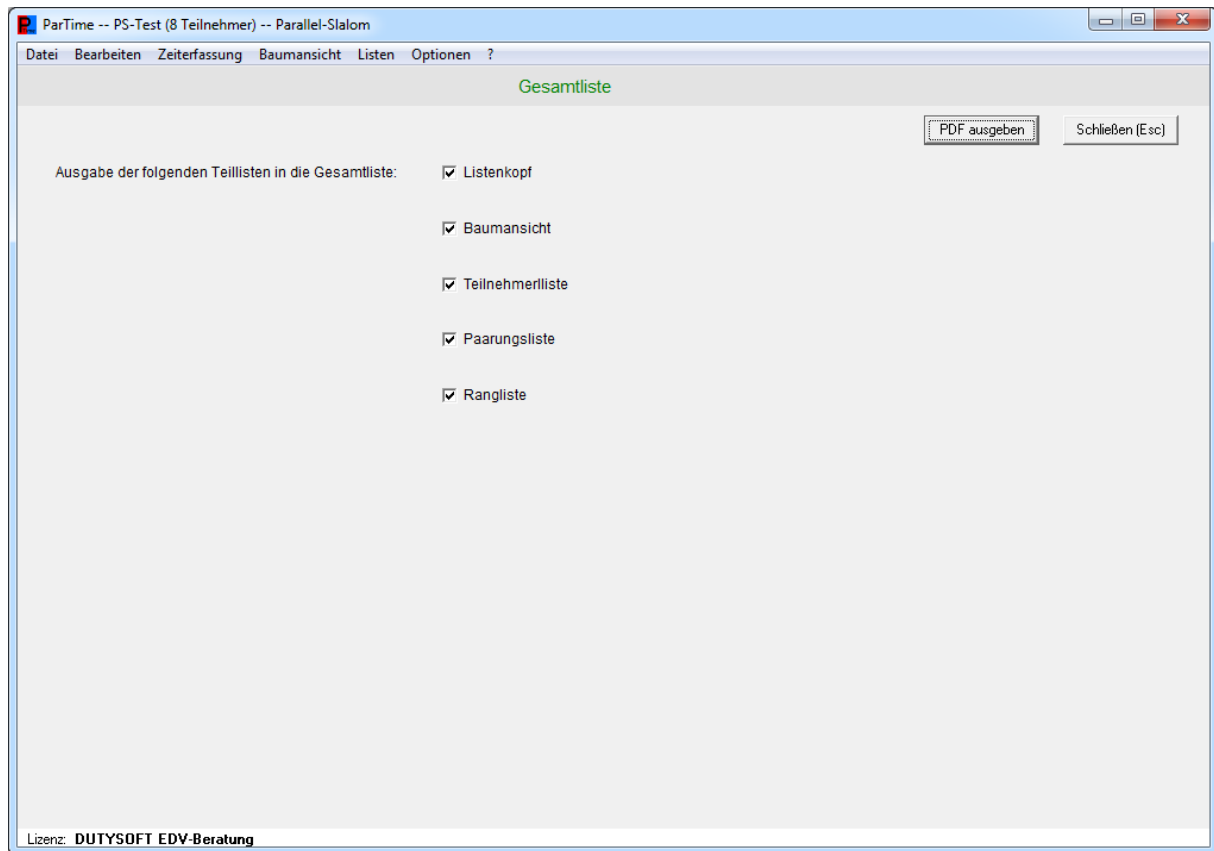 ParTime -- PS-Test (8 Teilnehmer) -- Parallel-Slalom
Datei Bearbeiten Zeiterfassung Baumansicht Listen Optionen ?
Gesamtliste
PDF ausgeben Schließen (Esc)
Ausgabe der folgenden Teillisten in die Gesamtliste: Listenkopf
Baumansicht
Teilnehmerlliste
Paarungsliste
Rangliste
Lizenz: DUTYSOFT EDV-Beratung